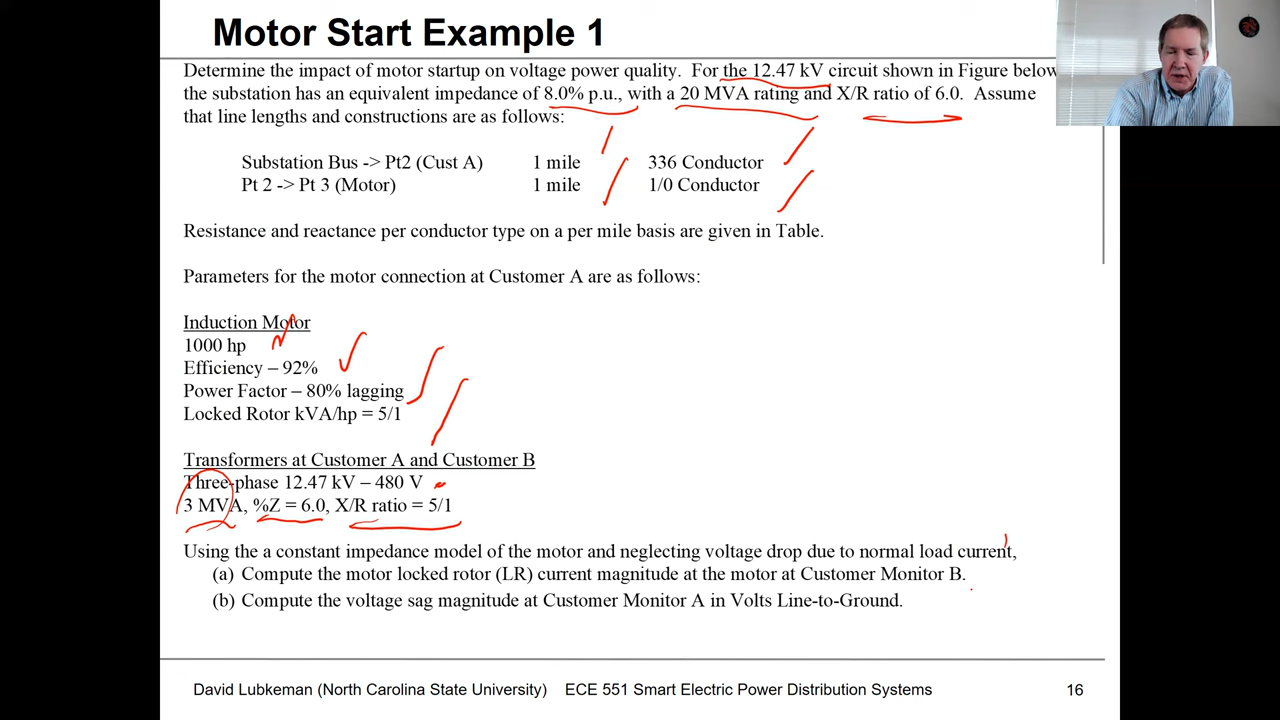 Motor Start Example 1
Determine the impact of motor startup on voltage power quality. For the 12.47 kV circuit shown in Figure below
the substation has an equivalent impedance of 8.0% p.u., with a 20 MVA rating and X/R ratio of 6.0. Assume
that line lengths and constructions are as follows:
Substation Bus -> Pt2 (Cust A) 1 mile 336 Conductor
Pt 2 -> Pt 3 (Motor) 1 mile 1/0 Conductor
Resistance and reactance per conductor type on a per mile basis are given in Table.
Parameters for the motor connection at Customer A are as follows:
Induction Motor
1000 hp
Efficiency – 92%
Power Factor – 80% lagging
Locked Rotor kVA/hp = 5/1
Transformers at Customer A and Customer B
Three-phase 12.47 kV – 480 V
3 MVA, %Z = 6.0, X/R ratio = 5/1
Using the a constant impedance model of the motor and neglecting voltage drop due to normal load current,
(a) Compute the motor locked rotor (LR) current magnitude at the motor at Customer Monitor B.
(b) Compute the voltage sag magnitude at Customer Monitor A in Volts Line-to-Ground.
David Lubkeman (North Carolina State University) ECE 551 Smart Electric Power Distribution Systems 16